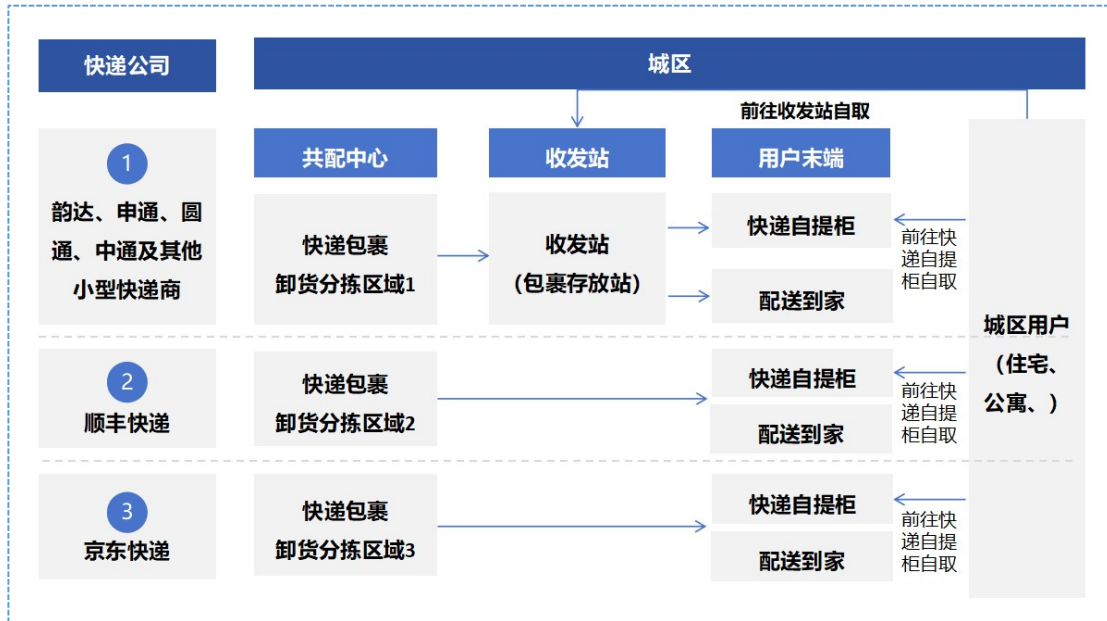 快递公司
城区
前往收发站自取
共配中心
收发站
用户末端
1
韵达、申通、圆
通、中通及其他
小型快递商
快递包裹
卸货分拣区域1
收发站
（包裹存放站）
快递自提柜
配送到家
前往快
递自提
柜自取
2
顺丰快递
快递包裹
卸货分拣区域2
快递自提柜
配送到家
前往快
递自提
柜自取
3
京东快递
快递包裹
卸货分拣区域3
快递自提柜
配送到家
前往快
递自提
柜自取
城区用户
（住宅、
公寓、）